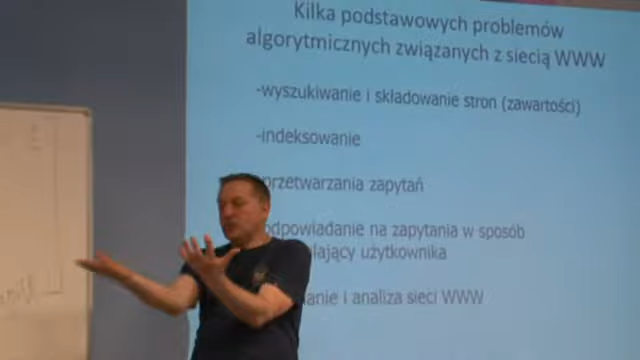 Kilka podstawowych problemów
algorytmicznych związanych z siecią WWW
-wyszukiwanie i składowanie stron (zawartości)
-indeksowanie
przetwarzania zapytań
odpowiadanie na zapytania w sposób
użytkownika
i analiza sieci WWW